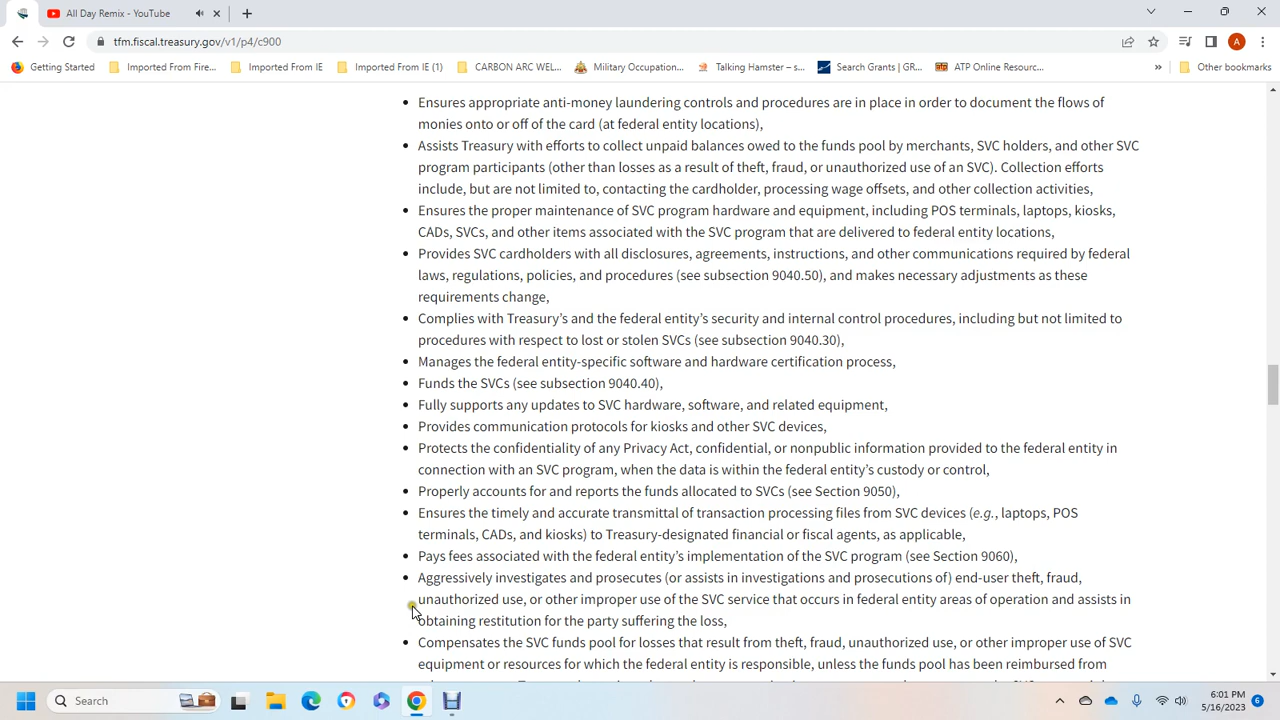 All Day Remix - YouTube
tfm.fiscal.treasury.gov/v1/p4/c900
A
Getting Started
Imported From Fire...
Imported From IE
Imported From IE (1)
CARBON ARC WEL...
Military Occupation...
Talking Hamster – s...
Search Grants | GR...
ATP Online Resourc...
»
Other bookmarks
• Ensures appropriate anti-money laundering controls and procedures are in place in order to document the flows of
monies onto or off of the card (at federal entity locations),
• Assists Treasury with efforts to collect unpaid balances owed to the funds pool by merchants, SVC holders, and other SVC
program participants (other than losses as a result of theft, fraud, or unauthorized use of an SVC). Collection efforts
include, but are not limited to, contacting the cardholder, processing wage offsets, and other collection activities,
• Ensures the proper maintenance of SVC program hardware and equipment, including POS terminals, laptops, kiosks,
CADs, SVCs, and other items associated with the SVC program that are delivered to federal entity locations,
• Provides SVC cardholders with all disclosures, agreements, instructions, and other communications required by federal
laws, regulations, policies, and procedures (see subsection 9040.50), and makes necessary adjustments as these
requirements change,
• Complies with Treasury’s and the federal entity’s security and internal control procedures, including but not limited to
procedures with respect to lost or stolen SVCs (see subsection 9040.30),
• Manages the federal entity-specific software and hardware certification process,
• Funds the SVCs (see subsection 9040.40),
• Fully supports any updates to SVC hardware, software, and related equipment,
• Provides communication protocols for kiosks and other SVC devices,
• Protects the confidentiality of any Privacy Act, confidential, or nonpublic information provided to the federal entity in
connection with an SVC program, when the data is within the federal entity’s custody or control,
• Properly accounts for and reports the funds allocated to SVCs (see Section 9050),
• Ensures the timely and accurate transmittal of transaction processing files from SVC devices (e.g., laptops, POS
terminals, CADs, and kiosks) to Treasury-designated financial or fiscal agents, as applicable,
• Pays fees associated with the federal entity’s implementation of the SVC program (see Section 9060),
• Aggressively investigates and prosecutes (or assists in investigations and prosecutions of) end-user theft, fraud,
unauthorized use, or other improper use of the SVC service that occurs in federal entity areas of operation and assists in
obtaining restitution for the party suffering the loss,
• Compensates the SVC funds pool for losses that result from theft, fraud, unauthorized use, or other improper use of SVC
equipment or resources for which the federal entity is responsible, unless the funds pool has been reimbursed from
Search
6:01 PM
5/16/2023
6